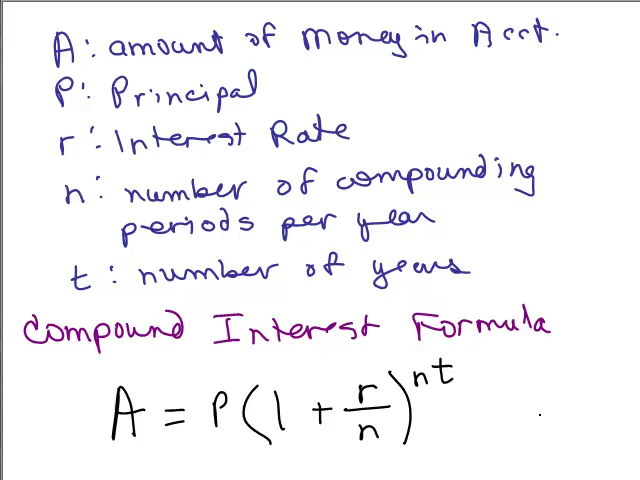 A: amount of money in Acct.
P: Principal
r: Interest Rate
n: number of compounding
periods per year
t: number of years
Compound Interest Formula
A = P(1 + r/n)^nt